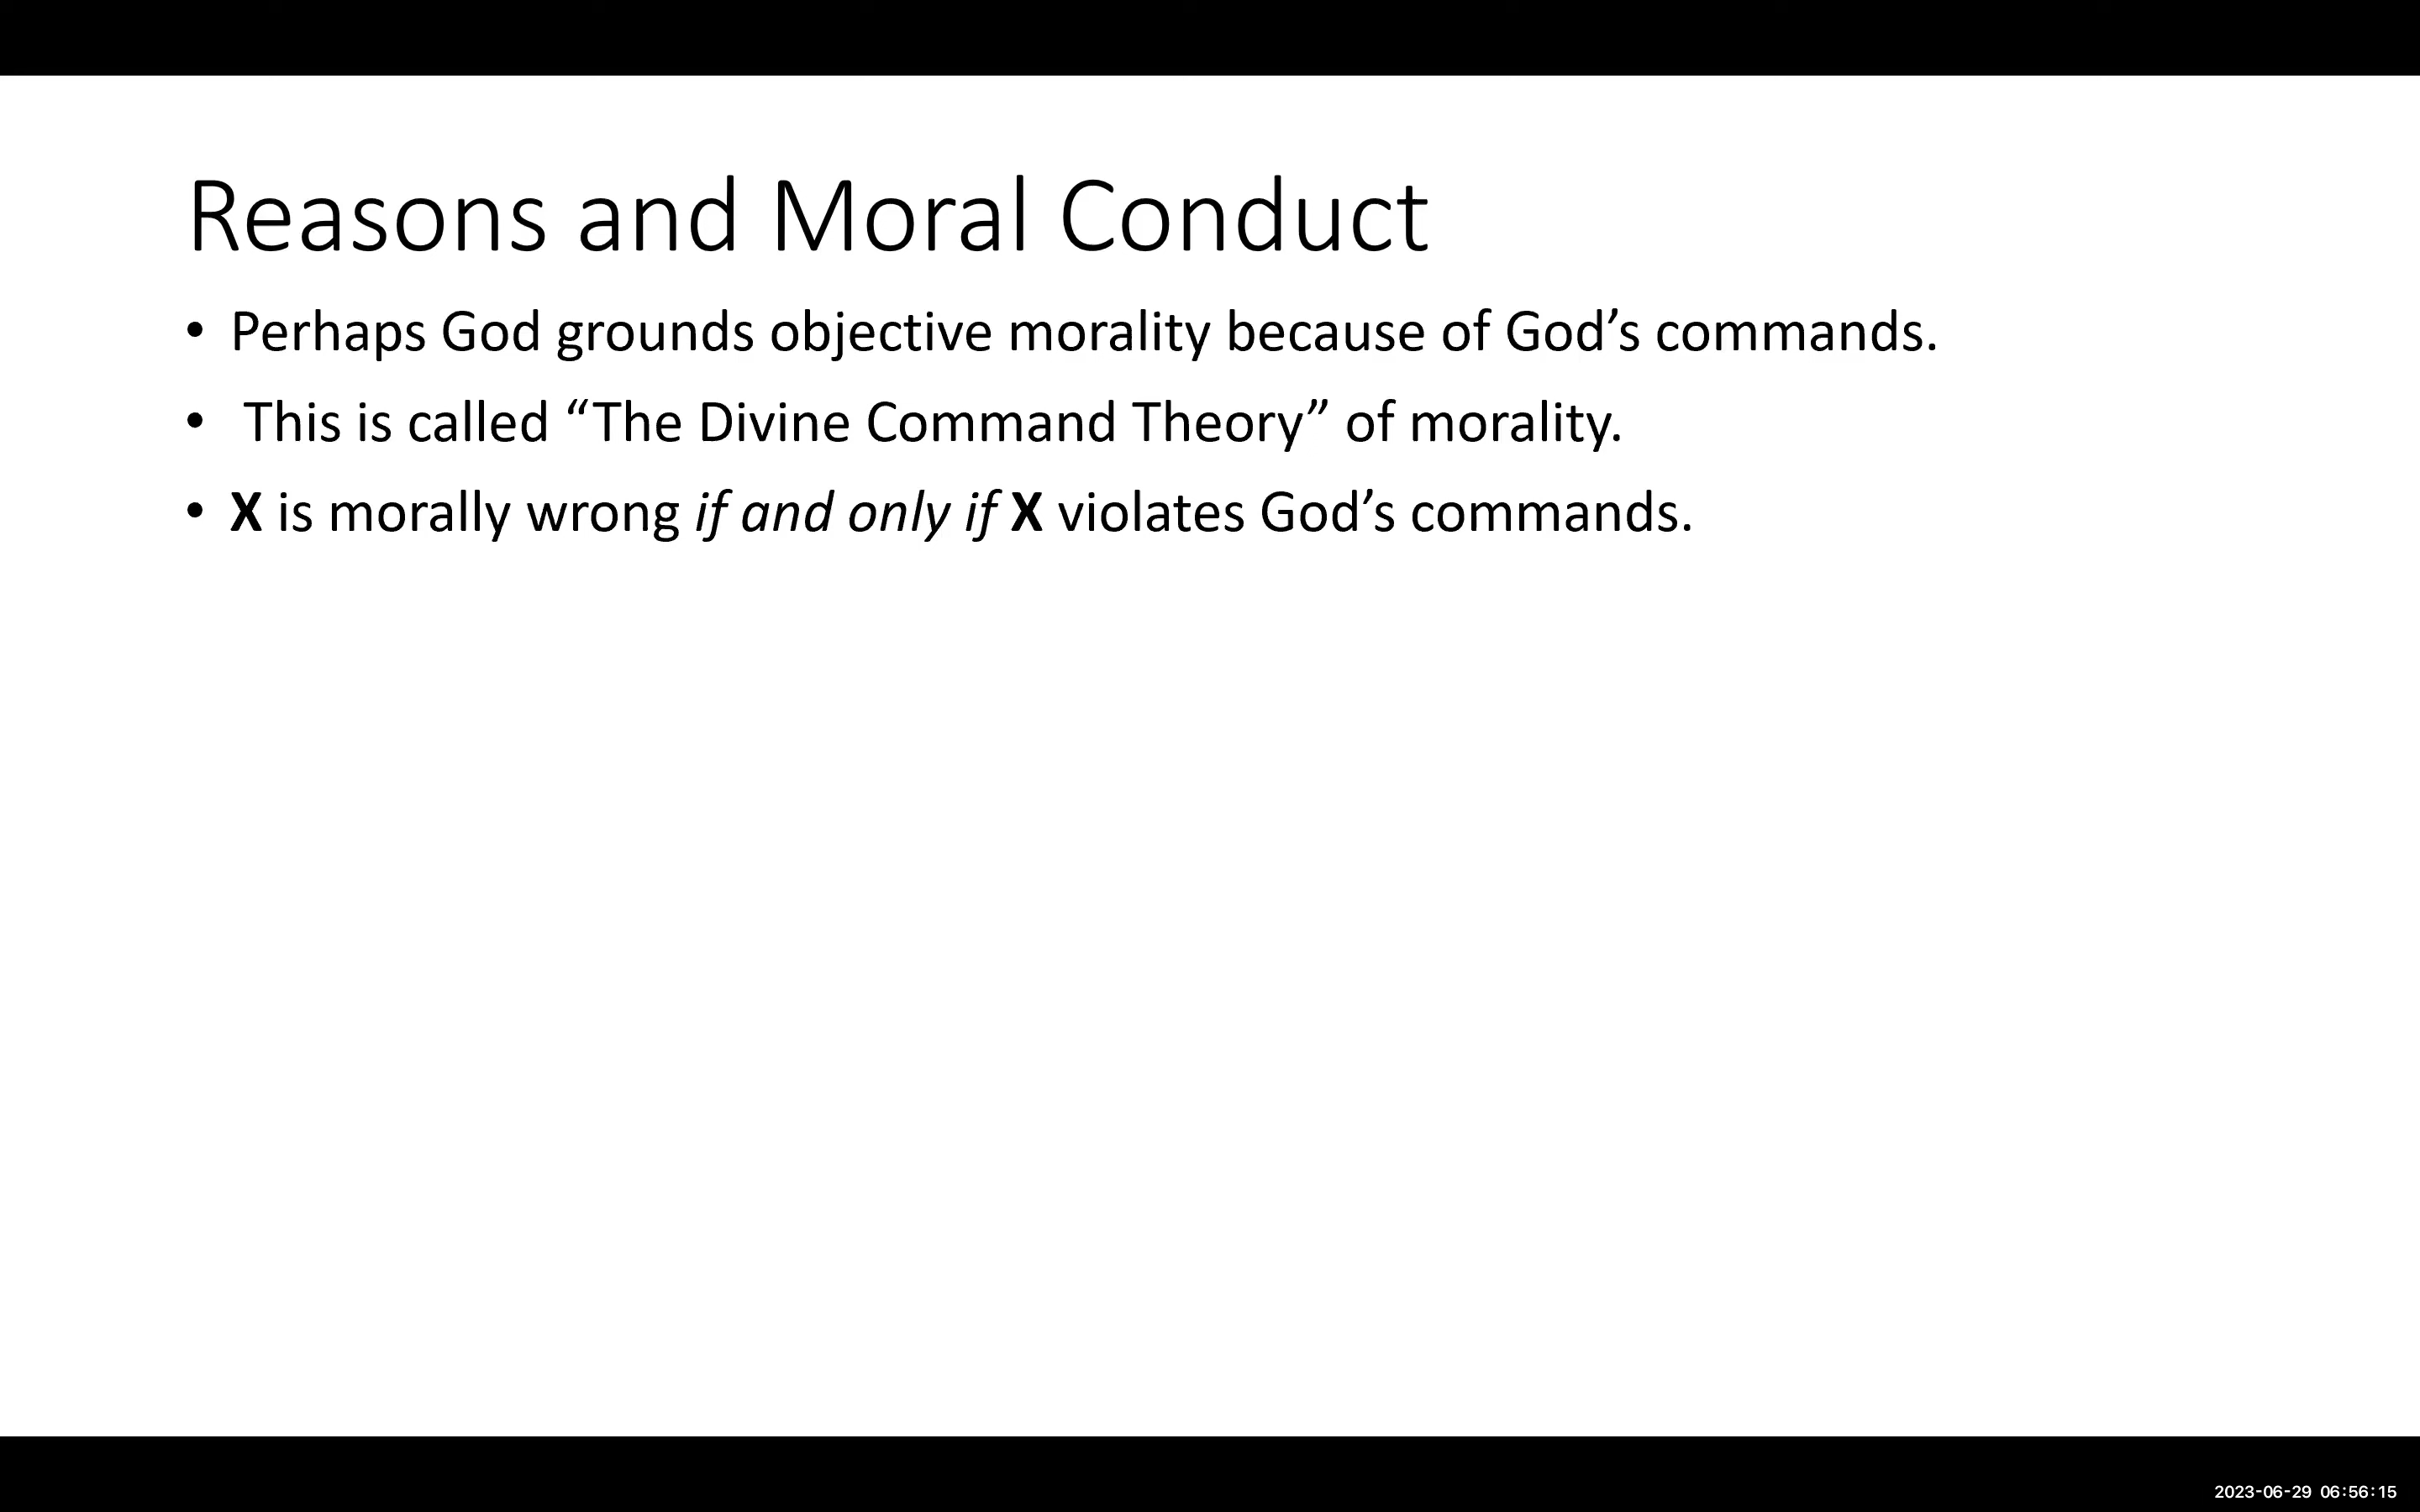 Reasons and Moral Conduct
• Perhaps God grounds objective morality because of God’s commands.
• This is called “The Divine Command Theory” of morality.
• X is morally wrong if and only if X violates God’s commands.
2023-06-29 06:56:15